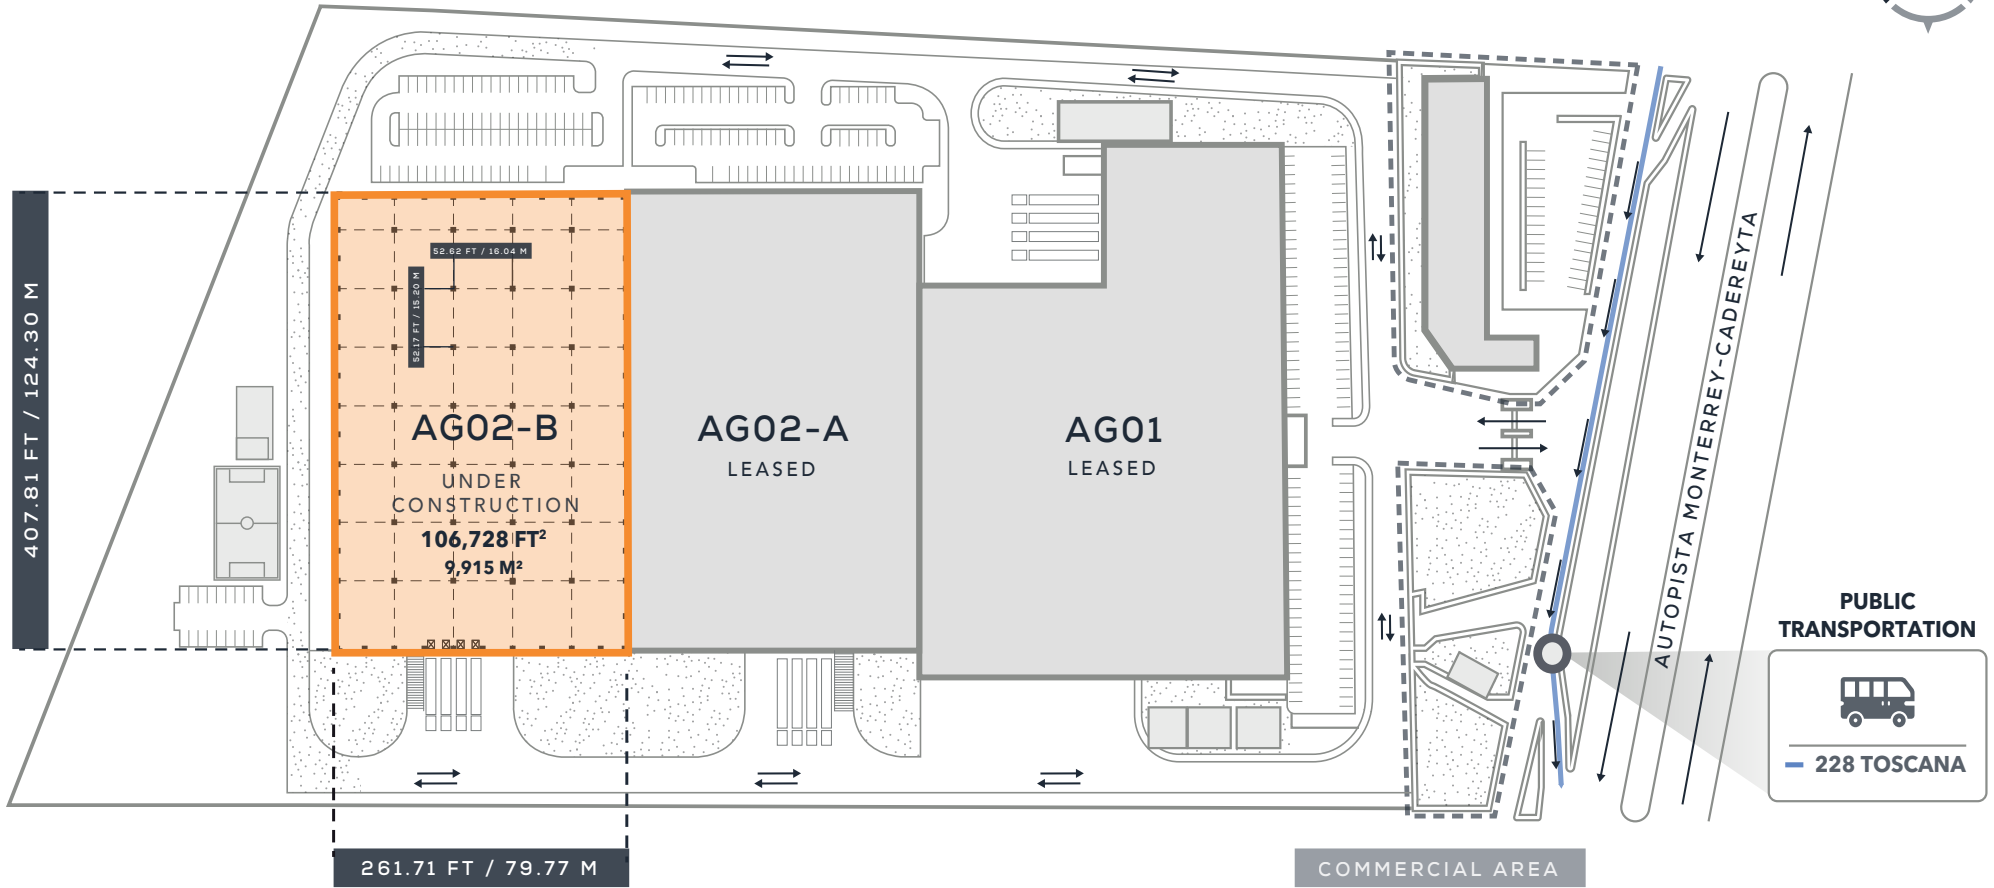 52.62 FT / 16.04 M
52.17 FT / 15.20 M
407.81 FT / 124.30 M
AG02-B
UNDER
CONSTRUCTION
106,728 FT²
9,915 M²
AG02-A
LEASED
AG01
LEASED
AUTOPISTA MONTERREY-CADEREYTA
PUBLIC
TRANSPORTATION
228 TOSCANA
261.71 FT / 79.77 M
COMMERCIAL AREA